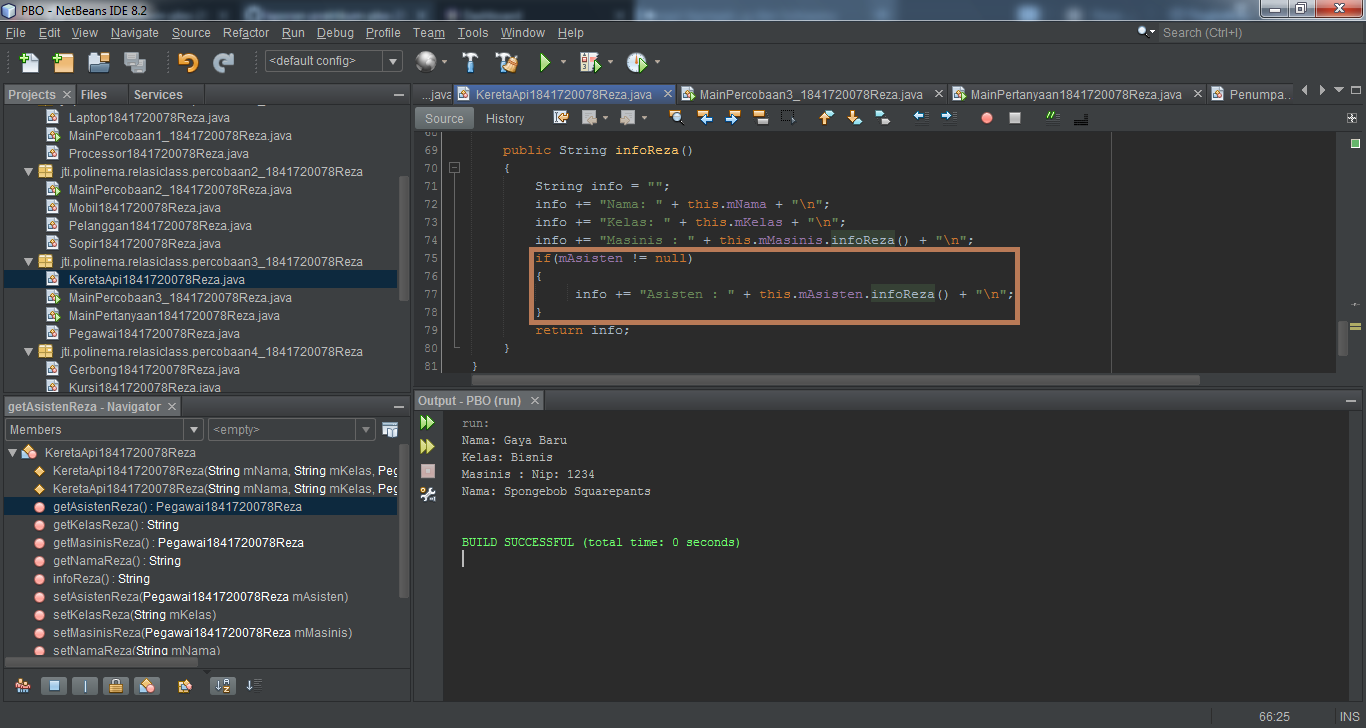 PBO - NetBeans IDE 8.2
File Edit View Navigate Source Refactor Run Debug Profile Team Tools Window Help
Search (Ctrl+I)
<default config>
Projects Files Services
Laptop1841720078Reza.java
MainPercobaan1_1841720078Reza.java
Processor1841720078Reza.java
jti.polinema.relasiclass.percobaan2_1841720078Reza
MainPercobaan2_1841720078Reza.java
Mobil1841720078Reza.java
Pelanggan1841720078Reza.java
Sopir1841720078Reza.java
jti.polinema.relasiclass.percobaan3_1841720078Reza
KeretaApi1841720078Reza.java
MainPercobaan3_1841720078Reza.java
MainPertanyaan1841720078Reza.java
Pegawai1841720078Reza.java
jti.polinema.relasiclass.percobaan4_1841720078Reza
Gerbong1841720078Reza.java
Kursi1841720078Reza.java
getAsistenReza - Navigator
Members <empty>
KeretaApi1841720078Reza
KeretaApi1841720078Reza(String mNama, String mKelas, Peg
KeretaApi1841720078Reza(String mNama, String mKelas, Peg
getAsistenReza() : Pegawai1841720078Reza
getKelasReza() : String
getMasinisReza() : Pegawai1841720078Reza
getNamaReza() : String
infoReza() : String
setAsistenReza(Pegawai1841720078Reza mAsisten)
setKelasReza(String mKelas)
setMasinisReza(Pegawai1841720078Reza mMasinis)
setNamaReza(String mNama)
...java KeretaApi1841720078Reza.java MainPercobaan3_1841720078Reza.java MainPertanyaan1841720078Reza.java Penumpa...
Source History
68
69 public String infoReza()
70 {
71 String info = "";
72 info += "Nama: " + this.mNama + "\n";
73 info += "Kelas: " + this.mKelas + "\n";
74 info += "Masinis : " + this.mMasinis.infoReza() + "\n";
75 if(mAsisten != null)
76 {
77 info += "Asisten : " + this.mAsisten.infoReza() + "\n";
78 }
79 return info;
80 }
81 }
Output - PBO (run)
run:
Nama: Gaya Baru
Kelas: Bisnis
Masinis : Nip: 1234
Nama: Spongebob Squarepants
BUILD SUCCESSFUL (total time: 0 seconds)
66:25 INS